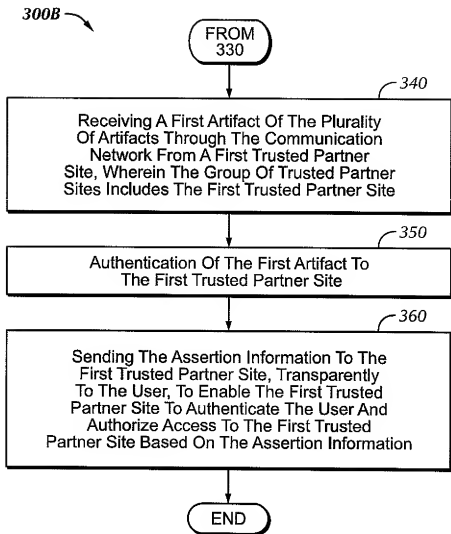 300B
FROM
330
340
Receiving A First Artifact Of The Plurality
Of Artifacts Through The Communication
Network From A First Trusted Partner
Site, Wherein The Group Of Trusted Partner
Sites Includes The First Trusted Partner Site
350
Authentication Of The First Artifact To
The First Trusted Partner Site
360
Sending The Assertion Information To The
First Trusted Partner Site, Transparently
To The User, To Enable The First Trusted
Partner Site To Authenticate The User And
Authorize Access To The First Trusted
Partner Site Based On The Assertion Information
END